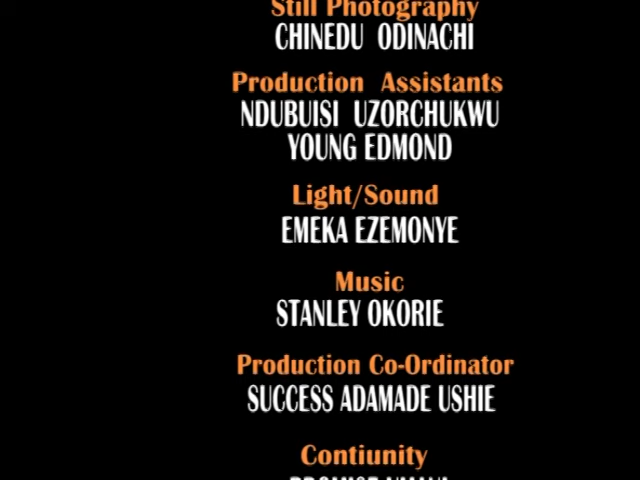 Still Photography
CHINEDU ODINACHI
Production Assistants
NDUBUISI UZORCHUKWU
YOUNG EDMOND
Light/Sound
EMEKA EZEMONYE
Music
STANLEY OKORIE
Production Co-Ordinator
SUCCESS ADAMADE USHIE
Contiunity